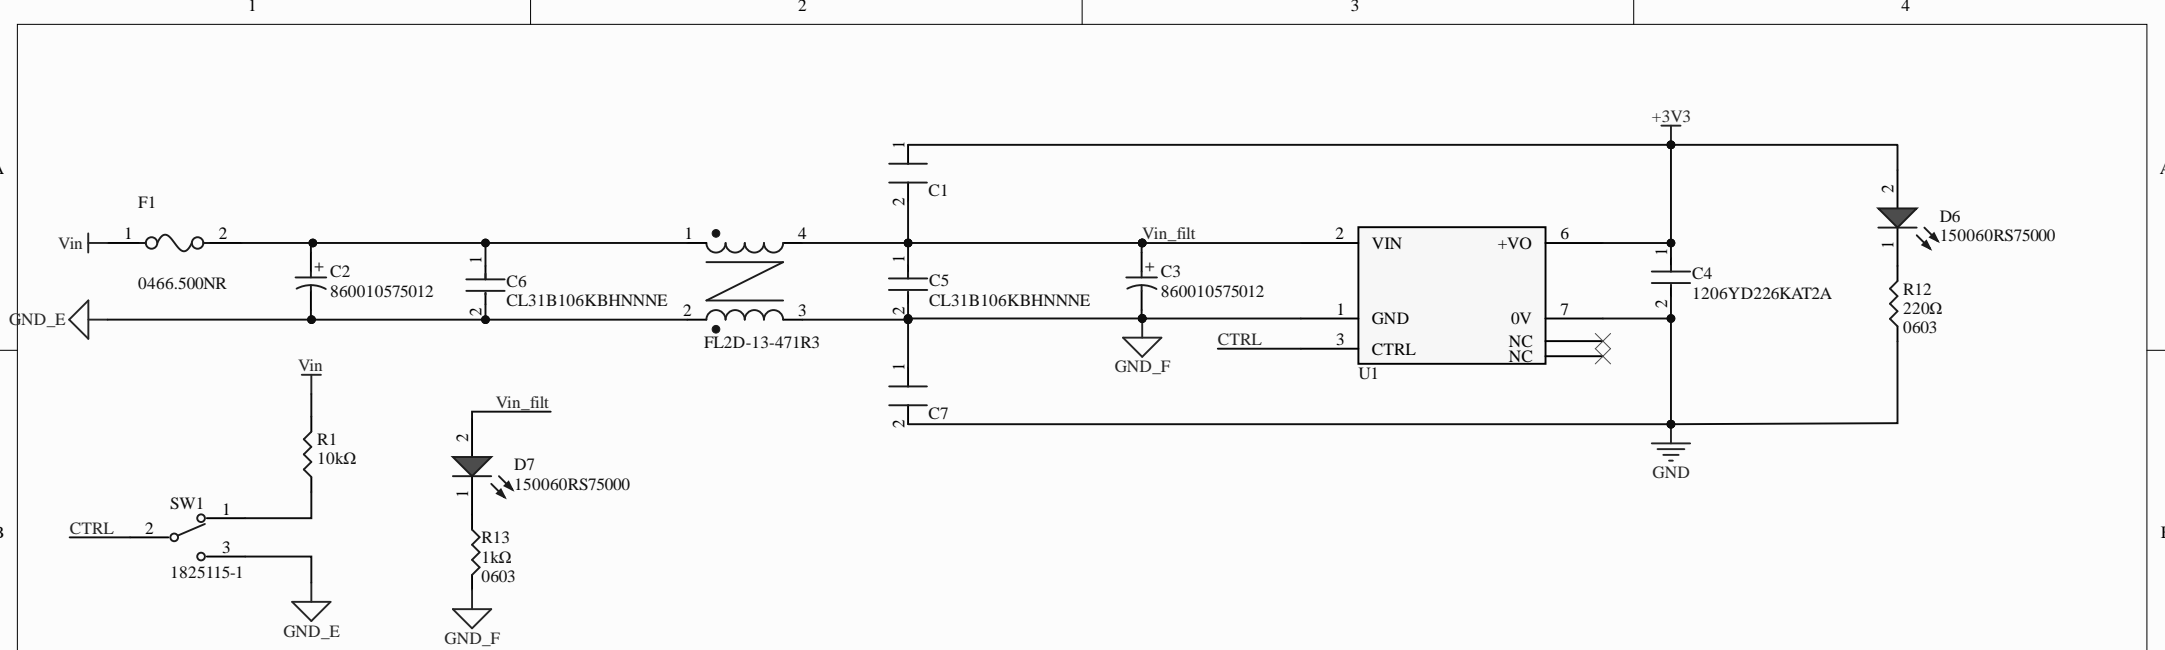 1 2 3 4
+3V3
A A
1
C1
2
F1
Vin 1 2
0466.500NR
GND_E
+ C2
860010575012
1
C6
CL31B106KBHNNNE
2
1 4
2 3
FL2D-13-471R3
1
C5
CL31B106KBHNNNE
2
Vin_filt
+ C3
860010575012
GND_F
2 VIN +VO 6
1 GND 0V 7
CTRL 3 CTRL NC
NC
U1
1
C4
1206YD226KAT2A
2
2
D6
150060RS75000
1
R12
220Ω
0603
1
C7
2
GND
Vin
R1
10kΩ
SW1
1
CTRL 2
3
1825115-1
GND_E
Vin_filt
2
D7
150060RS75000
1
R13
1kΩ
0603
GND_F